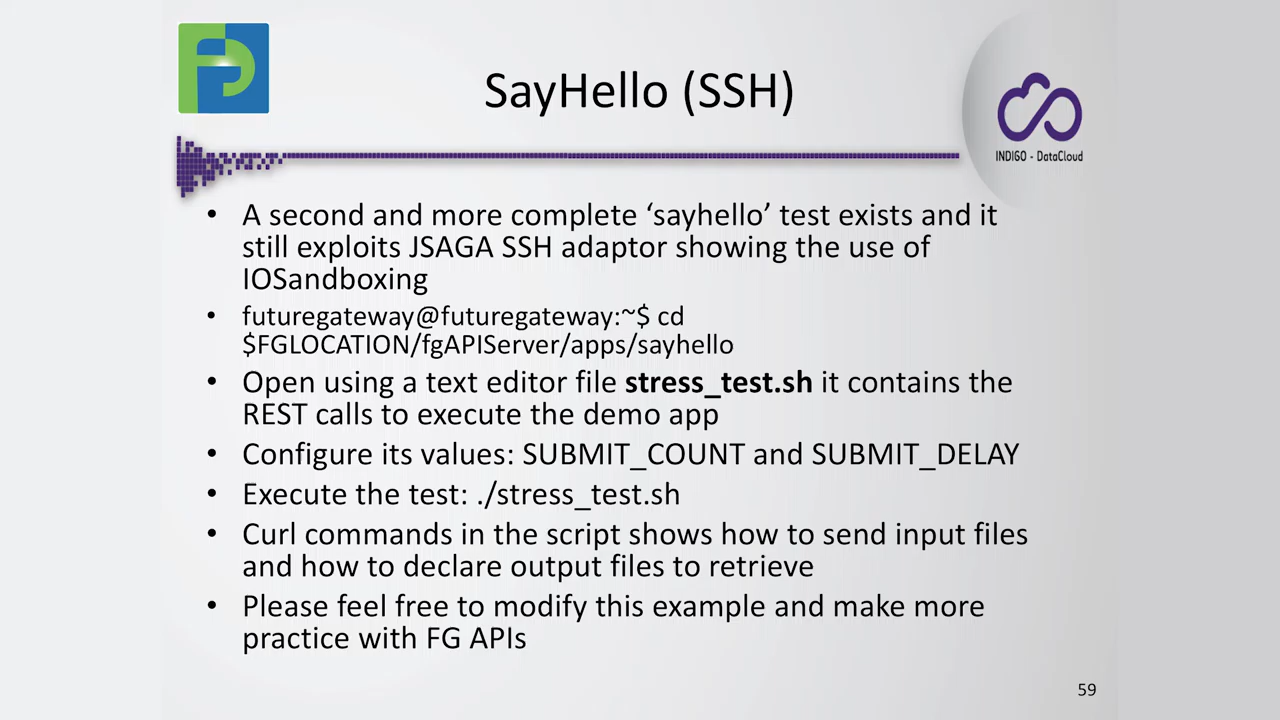 SayHello (SSH)
INDIGO - DataCloud
• A second and more complete ‘sayhello’ test exists and it
still exploits JSAGA SSH adaptor showing the use of
IOSandboxing
• futuregateway@futuregateway:~$ cd
$FGLOCATION/fgAPIServer/apps/sayhello
• Open using a text editor file stress_test.sh it contains the
REST calls to execute the demo app
• Configure its values: SUBMIT_COUNT and SUBMIT_DELAY
• Execute the test: ./stress_test.sh
• Curl commands in the script shows how to send input files
and how to declare output files to retrieve
• Please feel free to modify this example and make more
practice with FG APIs
59